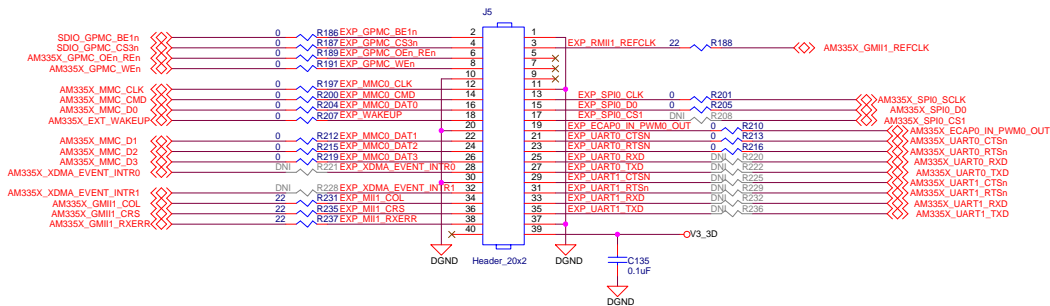 J5
SDIO_GPMC_BE1n 0 R186 EXP_GPMC_BE1n 2 1
SDIO_GPMC_CS3n 0 R187 EXP_GPMC_CS3n 4 3 EXP_RMII1_REFCLK 22 R188 AM335X_GMII1_REFCLK
AM335X_GPMC_OEn_REn 0 R189 EXP_GPMC_OEn_REn 6 5
AM335X_GPMC_WEn 0 R191 EXP_GPMC_WEn 8 7
10 9
AM335X_MMC_CLK 0 R197 EXP_MMC0_CLK 12 11
AM335X_MMC_CMD 0 R200 EXP_MMC0_CMD 14 13 EXP_SPI0_CLK 0 R201 AM335X_SPI0_SCLK
AM335X_MMC_D0 0 R204 EXP_MMC0_DAT0 16 15 EXP_SPI0_D0 0 R205 AM335X_SPI0_D0
AM335X_EXT_WAKEUP 0 R207 EXP_WAKEUP 18 17 EXP_SPI0_CS1 DNI R208 AM335X_SPI0_CS1
20 19 EXP_ECAP0_IN_PWM0_OUT 0 R210 AM335X_ECAP0_IN_PWM0_OUT
AM335X_MMC_D1 0 R212 EXP_MMC0_DAT1 22 21 EXP_UART0_CTSN 0 R213 AM335X_UART0_CTSn
AM335X_MMC_D2 0 R215 EXP_MMC0_DAT2 24 23 EXP_UART0_RTSN 0 R216 AM335X_UART0_RTSn
AM335X_MMC_D3 0 R219 EXP_MMC0_DAT3 26 25 EXP_UART0_RXD DNI R220 AM335X_UART0_RXD
AM335X_XDMA_EVENT_INTR0 DNI R221 EXP_XDMA_EVENT_INTR0 28 27 EXP_UART0_TXD DNI R222 AM335X_UART0_TXD
30 29 EXP_UART1_CTSN DNI R225 AM335X_UART1_CTSn
AM335X_XDMA_EVENT_INTR1 DNI R228 EXP_XDMA_EVENT_INTR1 32 31 EXP_UART1_RTSn DNI R229 AM335X_UART1_RTSn
AM335X_GMII1_COL 22 R231 EXP_MII1_COL 34 33 EXP_UART1_RXD DNI R232 AM335X_UART1_RXD
AM335X_GMII1_CRS 22 R235 EXP_MII1_CRS 36 35 EXP_UART1_TXD DNI R236 AM335X_UART1_TXD
AM335X_GMII1_RXERR 22 R237 EXP_MII1_RXERR 38 37
40 39 V3_3D
DGND Header_20x2 DGND
C135
0.1uF
DGND